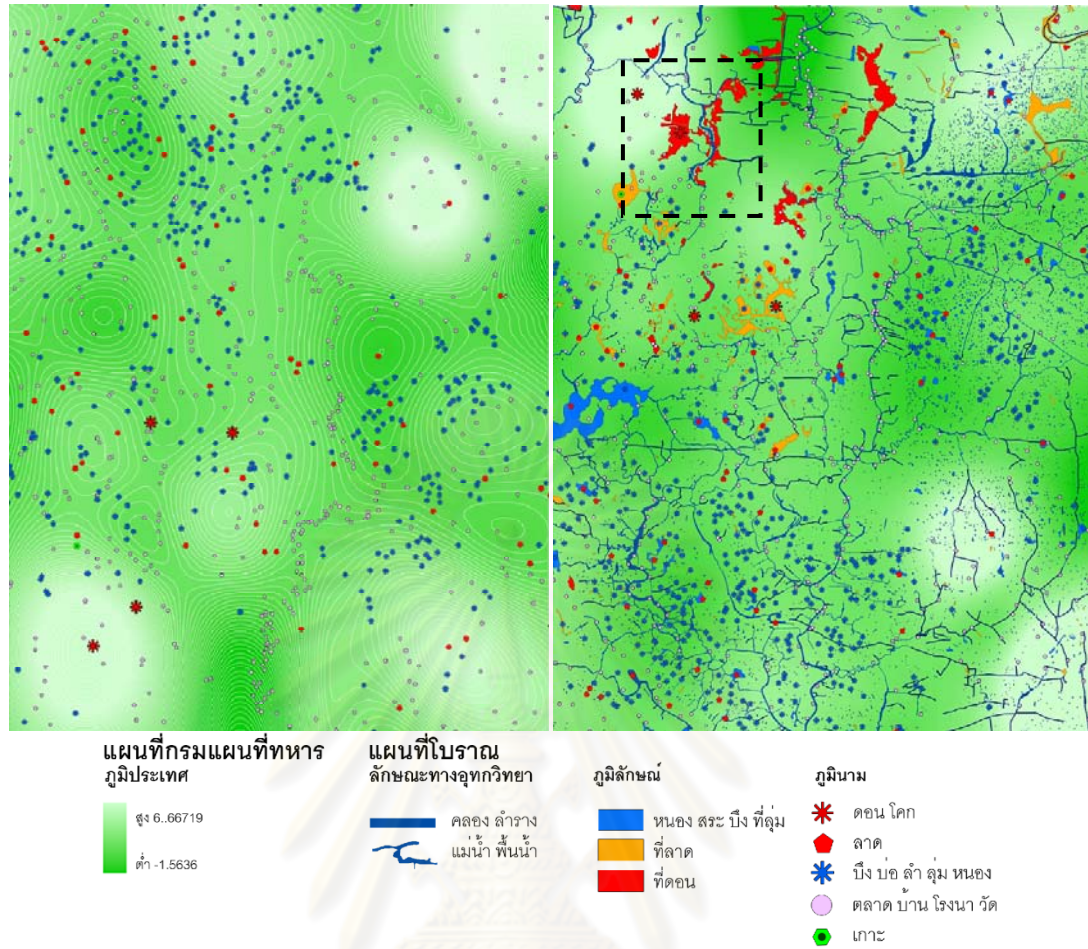 แผนที่กรมแผนที่ทหาร
ภูมิประเทศ
สูง 6..66719
ต่ำ -1.5636
แผนที่โบราณ
ลักษณะทางอุทกวิทยา
คลอง ลำราง
แม่น้ำ พื้นน้ำ
ภูมิลักษณ์
หนอง สระ บึง ที่ลุ่ม
ที่ลาด
ที่ดอน
ภูมินาม
ดอน โคก
ลาด
บึง บ่อ ลำ ลุ่ม หนอง
ตลาด บ้าน โรงนา วัด
เกาะ